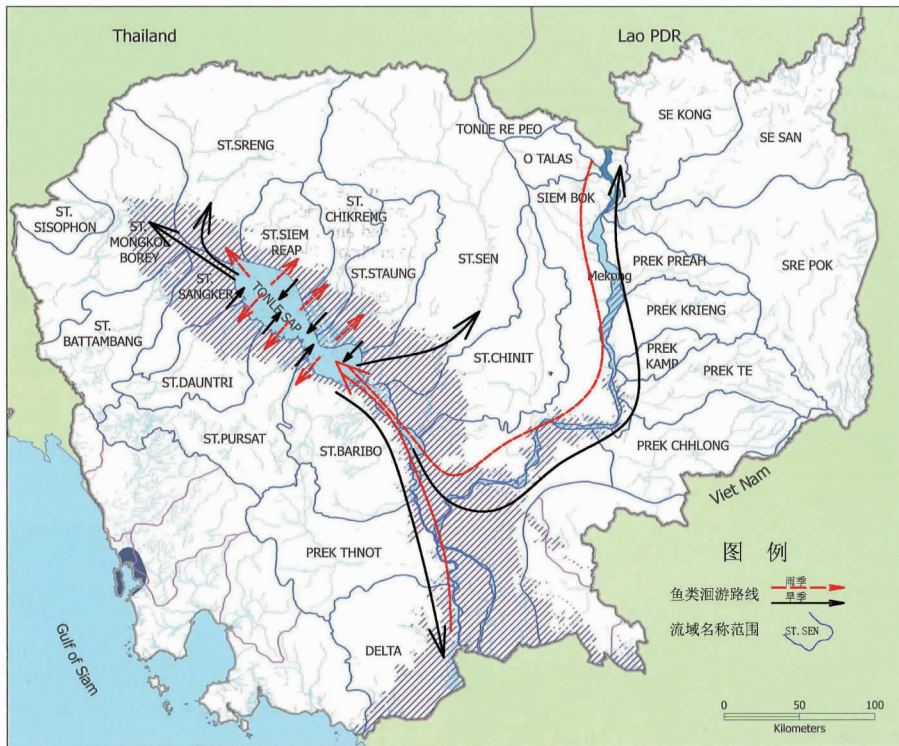 Thailand
Lao PDR
TONLE RE PEO
SE KONG
SE SAN
ST.SRENG
O TALAS
SIEM BOK
ST.
CHIKRENG
ST.
SISOPHON
ST.
MONGKOL
BOREY
ST.SIEM
REAP
ST.STAUNG
ST.SEN
PREK PREAH
SRE POK
Mekong
ST.
SANGKER
TONLE SAP
PREK KRIENG
ST.
BATTAMBANG
PREK
KAMP
PREK TE
ST.CHINIT
ST.DAUNTRI
ST.PURSAT
ST.BARIBO
PREK CHHLONG
Viet Nam
PREK THNOT
DELTA
Gulf of Siam
图 例
鱼类洄游路线
雨季
旱季
流域名称范围
ST.SEN
0 50 100
Kilometers